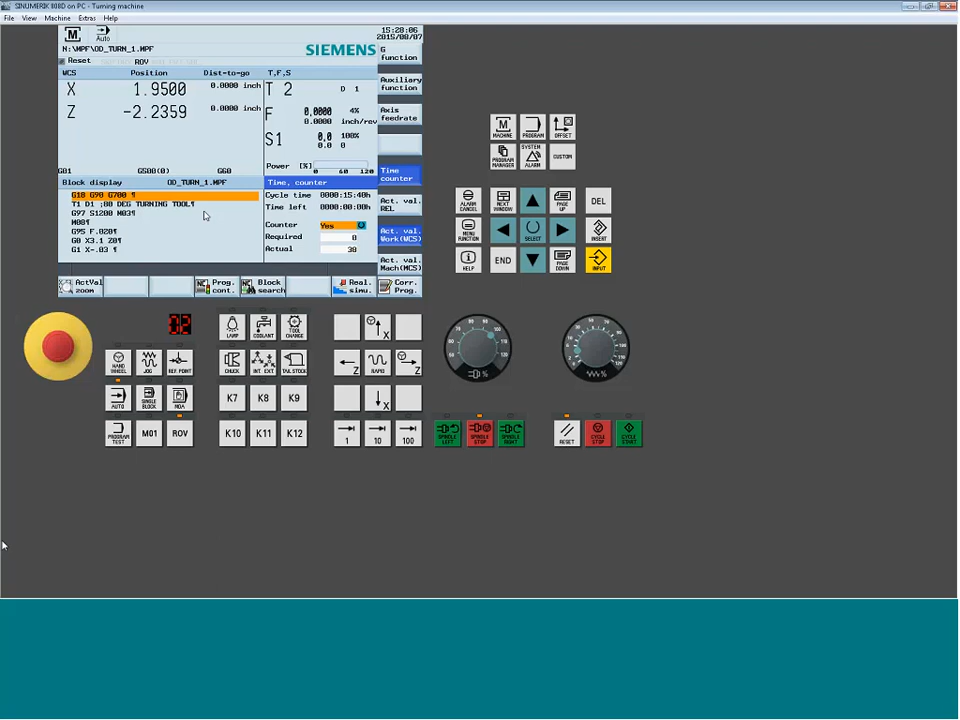 SINUMERIK 808D on PC - Turning machine
File View Machine Extras Help
M Auto
15:28:06
2015/08/07
N:\MPF\OD_TURN_1.MPF
SIEMENS
G function
Reset
ROV
WCS Position Dist-to-go T,F,S
X 1.9500 0.0000 inch T 2 D 1
Auxiliary function
Z -2.2359 0.0000 inch F 0.0000 4%
0.0000 inch/rev
Axis feedrate
S1 0.0 100%
0.0 0
Power [%] 0 60 120
G01 G500(0) G60
Time counter
Block display OD_TURN_1.MPF Time, counter
G18 G90 G700 ¶
T1 D1 ;80 DEG TURNING TOOL¶
G97 S1200 M03¶
M08¶
G95 F.020¶
G0 X3.1 Z0¶
G1 X-.03 ¶
Cycle time 0000:15:40h
Time left 0000:00:00h
Counter Yes
Required 0
Actual 38
Act. val. REL
Act. val. Work(WCS)
Act. val. Mach(MCS)
ActVal zoom
Prog. cont.
Block search
Real. simu.
Corr. Prog.
MACHINE PROGRAM OFFSET
PROGRAM MANAGER SYSTEM ALARM CUSTOM
ALARM CANCEL NEXT WINDOW PAGE UP DEL
MENU FUNCTION SELECT INSERT
HELP END PAGE DOWN INPUT
02
LAMP COOLANT TOOL CHANGE X
HAND WHEEL JOG REF. POINT CHUCK INT. EXT TAIL STOCK Z RAPID Z
AUTO SINGLE BLOCK MDA K7 K8 K9 X
PROGRAM TEST M01 ROV K10 K11 K12 1 10 100
SPINDLE LEFT SPINDLE STOP SPINDLE RIGHT RESET CYCLE STOP CYCLE START